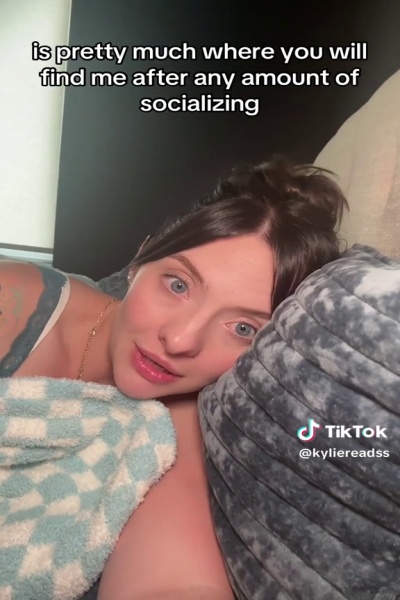 is pretty much where you will
find me after any amount of
socializing
TikTok
@kyliereadss